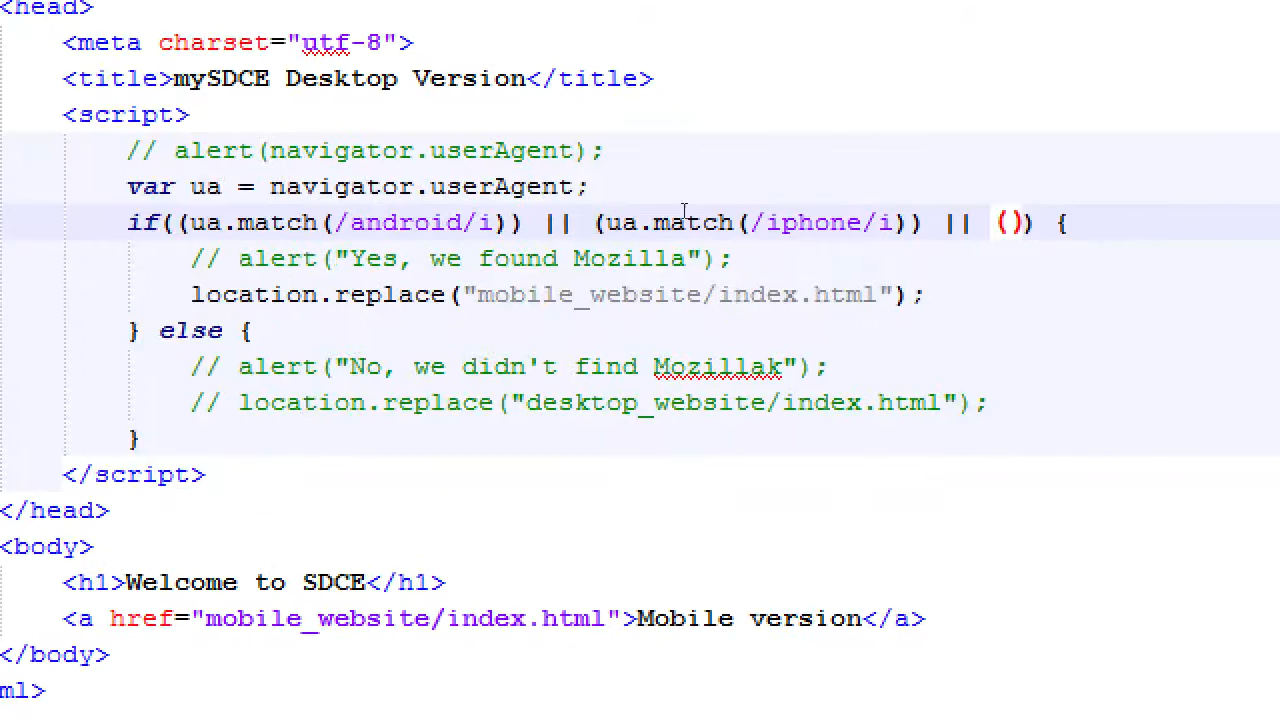 <head>
<meta charset="utf-8">
<title>mySDCE Desktop Version</title>
<script>
// alert(navigator.userAgent);
var ua = navigator.userAgent;
if((ua.match(/android/i)) || (ua.match(/iphone/i)) || ()) {
// alert("Yes, we found Mozilla");
location.replace("mobile_website/index.html");
} else {
// alert("No, we didn't find Mozillak");
// location.replace("desktop_website/index.html");
}
</script>
</head>
<body>
<h1>Welcome to SDCE</h1>
<a href="mobile_website/index.html">Mobile version</a>
</body>
ml>